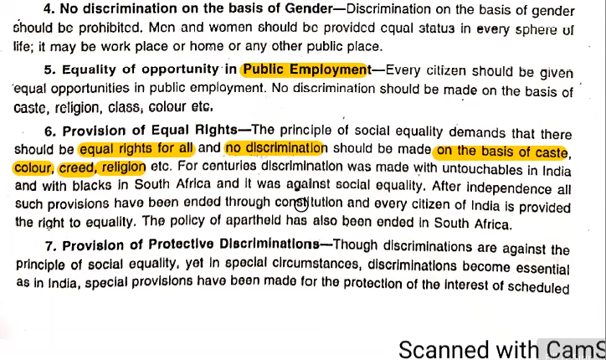 4. No discrimination on the basis of Gender—Discrimination on the basis of gender
should be prohibited. Men and women should be provided equal status in every sphere of
life; it may be work place or home or any other public place.
5. Equality of opportunity in Public Employment—Every citizen should be given
equal opportunities in public employment. No discrimination should be made on the basis of
caste, religion, class, colour etc.
6. Provision of Equal Rights—The principle of social equality demands that there
should be equal rights for all and no discrimination should be made on the basis of caste,
colour, creed, religion etc. For centuries discrimination was made with untouchables in India
and with blacks in South Africa and it was against social equality. After independence all
such provisions have been ended through constitution and every citizen of India is provided
the right to equality. The policy of apartheid has also been ended in South Africa.
7. Provision of Protective Discriminations—Though discriminations are against the
principle of social equality, yet in special circumstances, discriminations become essential
as in India, special provisions have been made for the protection of the interest of scheduled
Scanned with CamS